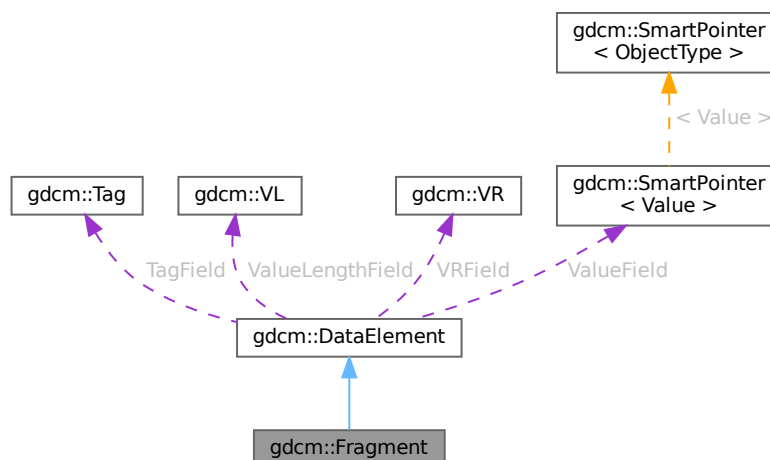 gdcm::SmartPointer
< ObjectType >
< Value >
gdcm::Tag
gdcm::VL
gdcm::VR
gdcm::SmartPointer
< Value >
TagField
ValueLengthField
VRField
ValueField
gdcm::DataElement
gdcm::Fragment